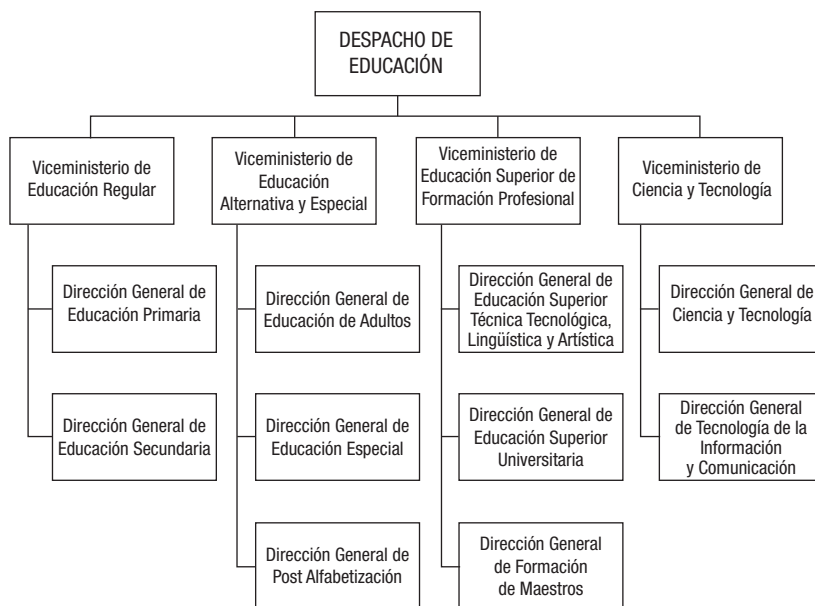 DESPACHO DE
EDUCACIÓN
Viceministerio de
Educación Regular
Viceministerio de
Educación
Alternativa y Especial
Viceministerio de
Educación Superior de
Formación Profesional
Viceministerio de
Ciencia y Tecnología
Dirección General de
Educación Primaria
Dirección General de
Educación de Adultos
Dirección General de
Educación Superior
Técnica Tecnológica,
Lingüística y Artística
Dirección General de
Ciencia y Tecnología
Dirección General de
Educación Secundaria
Dirección General de
Educación Especial
Dirección General de
Educación Superior
Universitaria
Dirección General
de Tecnología de la
Información
y Comunicación
Dirección General de
Post Alfabetización
Dirección General
de Formación
de Maestros